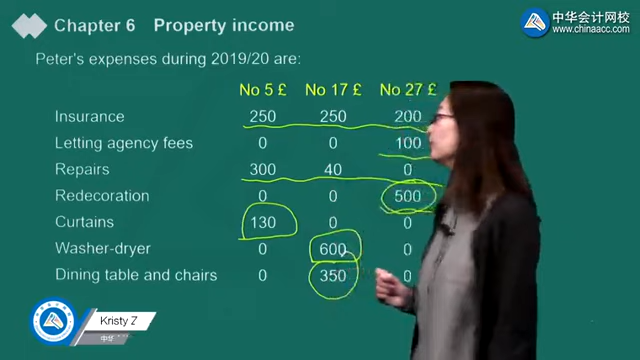 Chapter 6 Property income
中华会计网校
www.chinaacc.com
Peter's expenses during 2019/20 are:
No 5 £ No 17 £ No 27 £
Insurance 250 250 200
Letting agency fees 0 0 100
Repairs 300 40 0
Redecoration 0 0 500
Curtains 130 0 0
Washer-dryer 0 600 0
Dining table and chairs 0 350 0
Kristy Z
中华